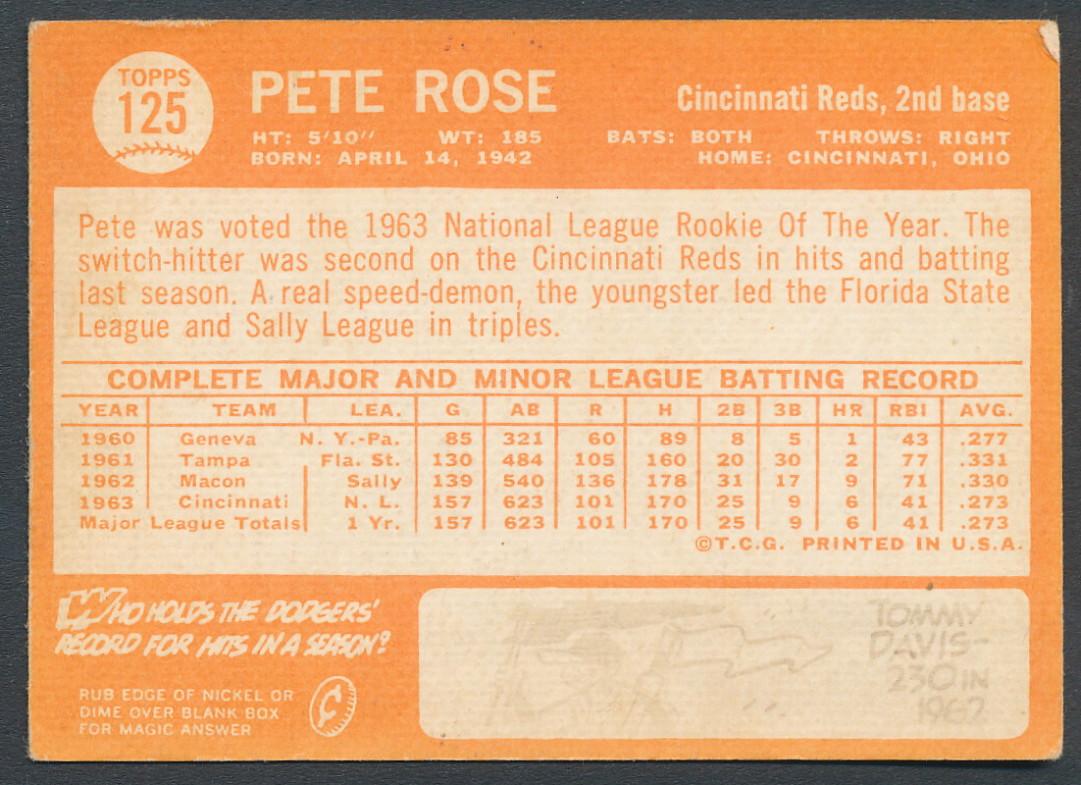 TOPPS
125
PETE ROSE
Cincinnati Reds, 2nd base
HT: 5'10" WT: 185 BATS: BOTH THROWS: RIGHT
BORN: APRIL 14, 1942 HOME: CINCINNATI, OHIO
Pete was voted the 1963 National League Rookie Of The Year. The
switch-hitter was second on the Cincinnati Reds in hits and batting
last season. A real speed-demon, the youngster led the Florida State
League and Sally League in triples.
COMPLETE MAJOR AND MINOR LEAGUE BATTING RECORD
YEAR TEAM LEA. G AB R H 2B 3B HR RBI AVG.
1960 Geneva N. Y.-Pa. 85 321 60 89 8 5 1 43 .277
1961 Tampa Fla. St. 130 484 105 160 20 30 2 77 .331
1962 Macon Sally 139 540 136 178 31 17 9 71 .330
1963 Cincinnati N. L. 157 623 101 170 25 9 6 41 .273
Major League Totals 1 Yr. 157 623 101 170 25 9 6 41 .273
©T.C.G. PRINTED IN U.S.A.
WHO HOLDS THE DODGERS'
RECORD FOR HITS IN A SEASON?
RUB EDGE OF NICKEL OR
DIME OVER BLANK BOX
FOR MAGIC ANSWER
TOMMY
DAVIS-
230 IN
1962